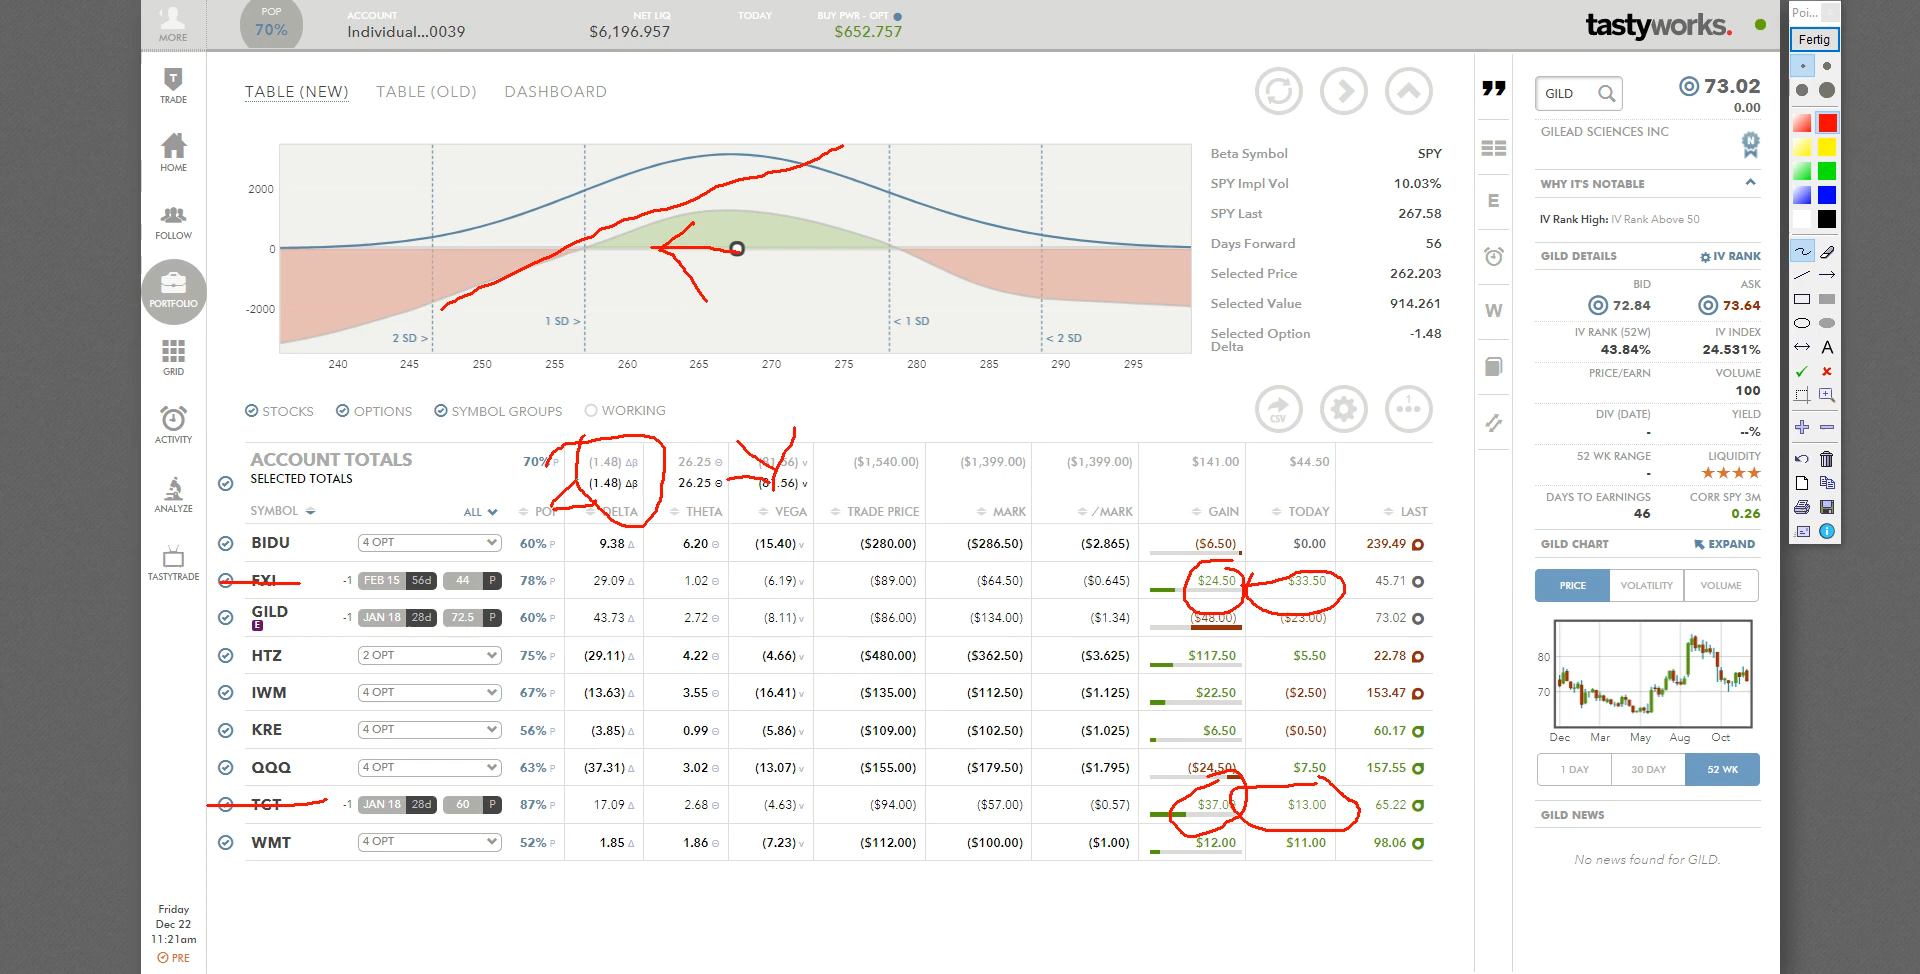 MORE
POP
70%
ACCOUNT
Individual...0039
NET LIQ
$6,196.957
TODAY
BUY PWR - OPT
$652.757
tastyworks.
Poi...
Fertig
TRADE
HOME
FOLLOW
PORTFOLIO
GRID
ACTIVITY
ANALYZE
TASTYTRADE
Friday
Dec 22
11:21am
PRE
TABLE (NEW) TABLE (OLD) DASHBOARD
2000
0
-2000
2 SD >
1 SD >
< 1 SD
< 2 SD
240 245 250 255 260 265 270 275 280 285 290 295
Beta Symbol SPY
SPY Impl Vol 10.03%
SPY Last 267.58
Days Forward 56
Selected Price 262.203
Selected Value 914.261
Selected Option Delta -1.48
STOCKS OPTIONS SYMBOL GROUPS WORKING
CSV
1
ACCOUNT TOTALS 70% P (1.48) Δβ 26.25 Θ v ($1,540.00) ($1,399.00) ($1,399.00) $141.00 $44.50
SELECTED TOTALS (1.48) Δβ 26.25 Θ v
SYMBOL ALL POP DELTA THETA VEGA TRADE PRICE MARK /MARK GAIN TODAY LAST
BIDU 4 OPT 60% P 9.38 Δ 6.20 Θ (15.40) v ($280.00) ($286.50) ($2.865) ($6.50) $0.00 239.49
FXI -1 FEB 15 56d 44 P 78% P 29.09 Δ 1.02 Θ (6.19) v ($89.00) ($64.50) ($0.645) $24.50 $33.50 45.71
GILD E -1 JAN 18 28d 72.5 P 60% P 43.73 Δ 2.72 Θ (8.11) v ($86.00) ($134.00) ($1.34) ($48.00) ($23.00) 73.02
HTZ 2 OPT 75% P (29.11) Δ 4.22 Θ (4.66) v ($480.00) ($362.50) ($3.625) $117.50 $5.50 22.78
IWM 4 OPT 67% P (13.63) Δ 3.55 Θ (16.41) v ($135.00) ($112.50) ($1.125) $22.50 ($2.50) 153.47
KRE 4 OPT 56% P (3.85) Δ 0.99 Θ (5.86) v ($109.00) ($102.50) ($1.025) $6.50 ($0.50) 60.17
QQQ 4 OPT 63% P (37.31) Δ 3.02 Θ (13.07) v ($155.00) ($179.50) ($1.795) ($24.50) $7.50 157.55
TGT -1 JAN 18 28d 60 P 87% P 17.09 Δ 2.68 Θ (4.63) v ($94.00) ($57.00) ($0.57) $37.00 $13.00 65.22
WMT 4 OPT 52% P 1.85 Δ 1.86 Θ (7.23) v ($112.00) ($100.00) ($1.00) $12.00 $11.00 98.06
E
W
GILD
73.02
0.00
GILEAD SCIENCES INC
N
WHY IT'S NOTABLE
IV Rank High: IV Rank Above 50
GILD DETAILS IV RANK
BID ASK
72.84 73.64
IV RANK (52W) IV INDEX
43.84% 24.531%
PRICE/EARN VOLUME
100
DIV (DATE) YIELD
- --%
52 WK RANGE LIQUIDITY
-
DAYS TO EARNINGS CORR SPY 3M
46 0.26
GILD CHART EXPAND
PRICE VOLATILITY VOLUME
80
70
Dec Mar May Aug Oct
1 DAY 30 DAY 52 WK
GILD NEWS
No news found for GILD.
A